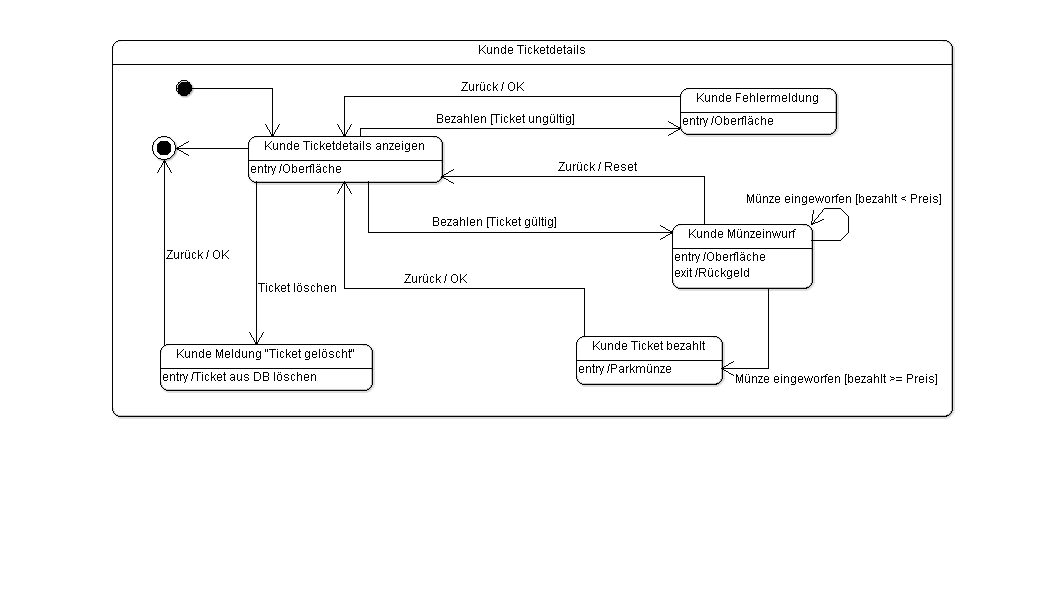 Kunde Ticketdetails
Zurück / OK
Kunde Fehlermeldung
entry /Oberfläche
Bezahlen [Ticket ungültig]
Kunde Ticketdetails anzeigen
entry /Oberfläche
Zurück / Reset
Münze eingeworfen [bezahlt < Preis]
Bezahlen [Ticket gültig]
Kunde Münzeinwurf
entry /Oberfläche
exit /Rückgeld
Zurück / OK
Zurück / OK
Ticket löschen
Kunde Ticket bezahlt
entry /Parkmünze
Münze eingeworfen [bezahlt >= Preis]
Kunde Meldung "Ticket gelöscht"
entry /Ticket aus DB löschen